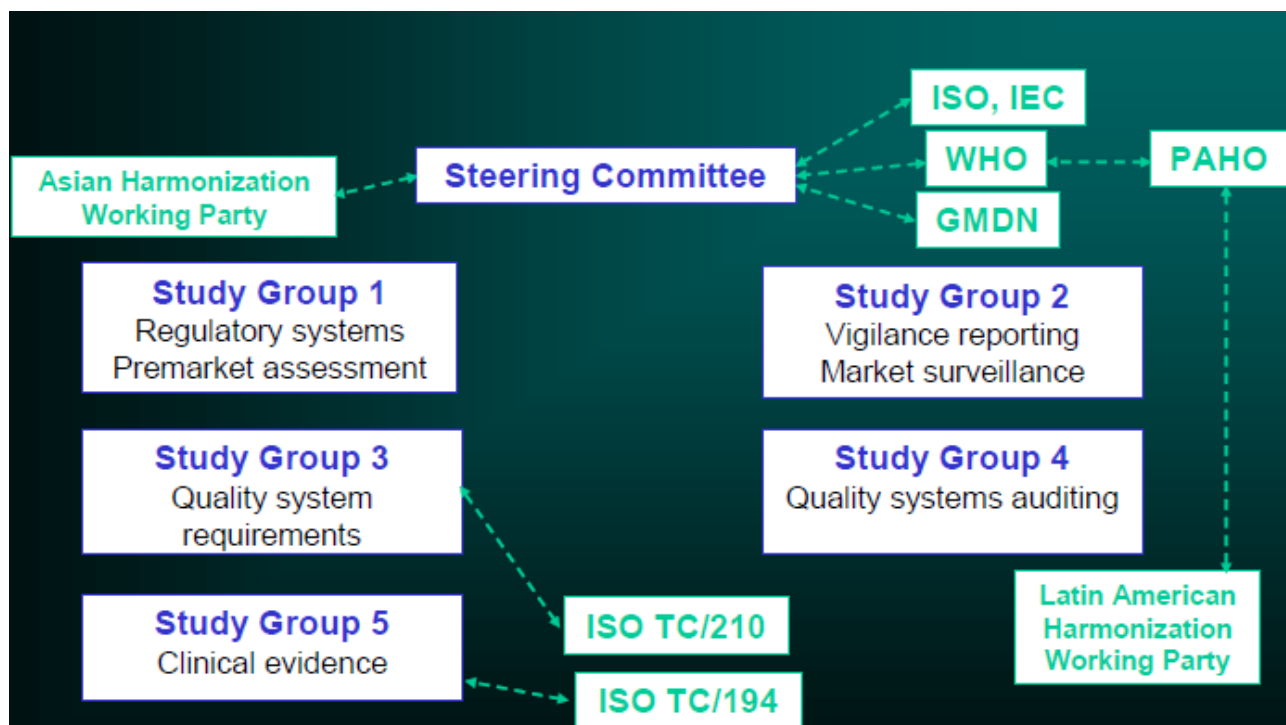 ISO, IEC
Asian Harmonization
Working Party
Steering Committee
WHO
PAHO
GMDN
Study Group 1
Regulatory systems
Premarket assessment
Study Group 2
Vigilance reporting
Market surveillance
Study Group 3
Quality system
requirements
Study Group 4
Quality systems auditing
Study Group 5
Clinical evidence
ISO TC/210
ISO TC/194
Latin American
Harmonization
Working Party